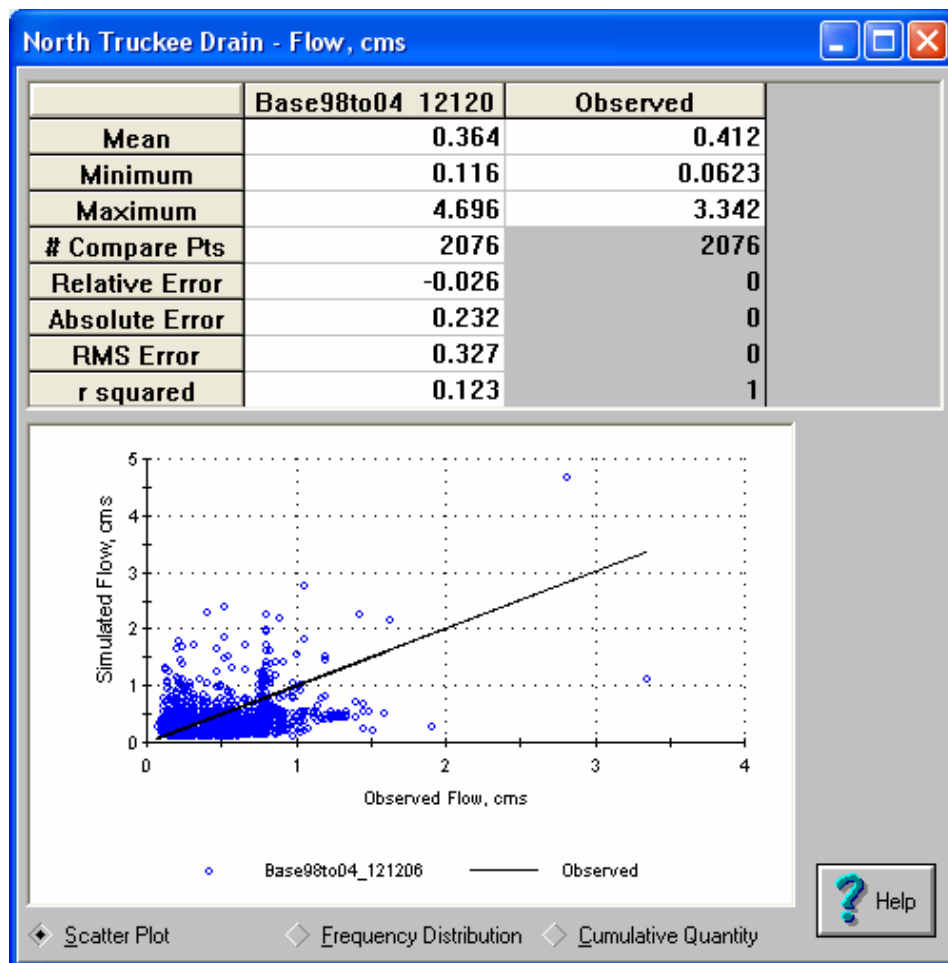 North Truckee Drain - Flow, cms
Base98to04_12120 Observed
Mean 0.364 0.412
Minimum 0.116 0.0623
Maximum 4.696 3.342
# Compare Pts 2076 2076
Relative Error -0.026 0
Absolute Error 0.232 0
RMS Error 0.327 0
r squared 0.123 1
Simulated Flow, cms
5
4
3
2
1
0
0 1 2 3 4
Observed Flow, cms
Base98to04_121206 Observed
Help
Scatter Plot Frequency Distribution Cumulative Quantity